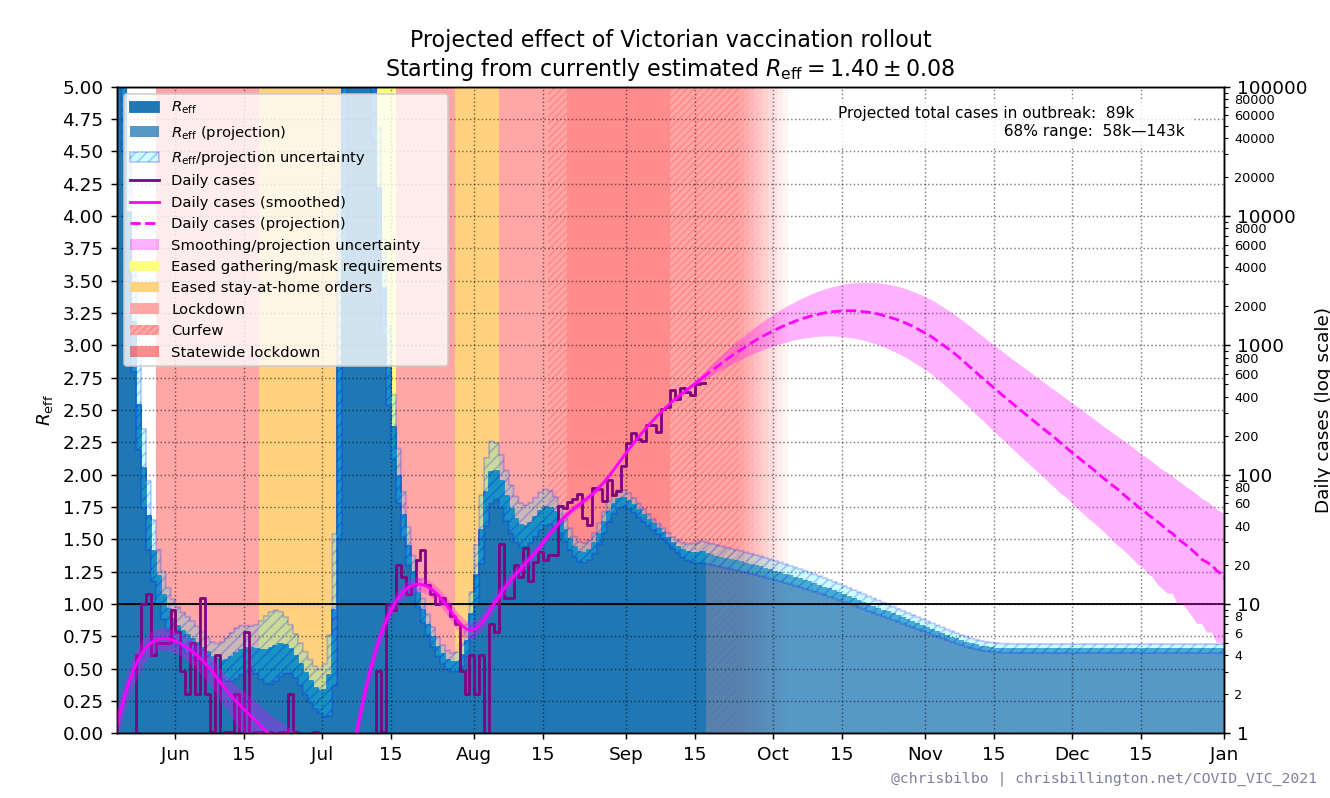 Projected effect of Victorian vaccination rollout
Starting from currently estimated Reff = 1.40 ± 0.08
Projected total cases in outbreak: 89k
68% range: 58k—143k
Reff
Reff (projection)
Reff/projection uncertainty
Daily cases
Daily cases (smoothed)
Daily cases (projection)
Smoothing/projection uncertainty
Eased gathering/mask requirements
Eased stay-at-home orders
Lockdown
Curfew
Statewide lockdown
Reff
5.00
4.75
4.50
4.25
4.00
3.75
3.50
3.25
3.00
2.75
2.50
2.25
2.00
1.75
1.50
1.25
1.00
0.75
0.50
0.25
0.00
100000
80000
60000
40000
20000
10000
8000
6000
4000
2000
1000
800
600
400
200
100
80
60
40
20
10
8
6
4
2
1
Daily cases (log scale)
Jun 15 Jul 15 Aug 15 Sep 15 Oct 15 Nov 15 Dec 15 Jan
@chrisbilbo | chrisbillington.net/COVID_VIC_2021